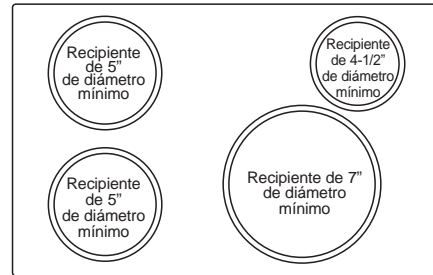 Recipiente
de 5”
de diámetro
mínimo
Recipiente
de 4-1/2”
de diámetro
mínimo
Recipiente
de 5”
de diámetro
mínimo
Recipiente de 7”
de diámetro
mínimo